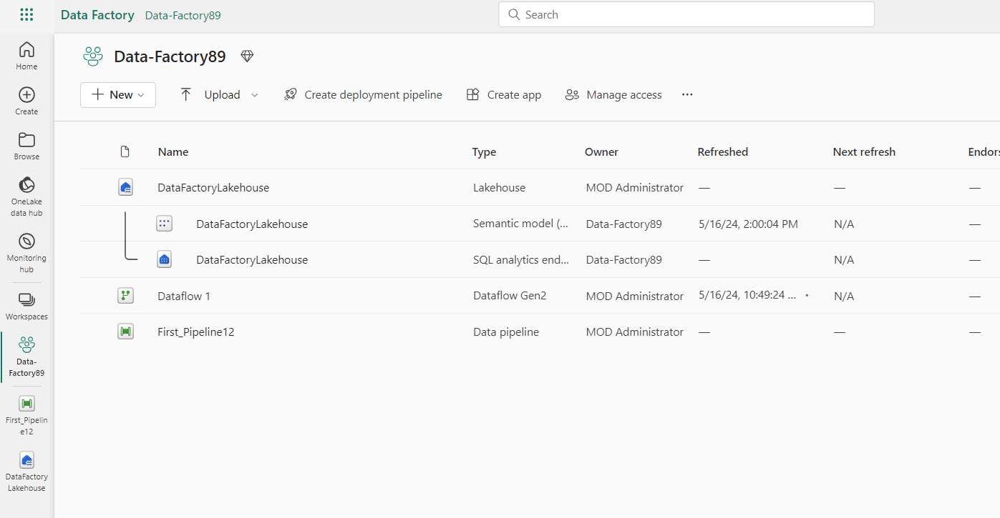 Data Factory Data-Factory89 Search
Home
Create
Browse
OneLake
data hub
Monitoring
hub
Workspaces
Data-
Factory89
First_Pipelin
e12
DataFactory
Lakehouse
Data-Factory89
New Upload Create deployment pipeline Create app Manage access ...
Name Type Owner Refreshed Next refresh Endors
DataFactoryLakehouse Lakehouse MOD Administrator — — —
DataFactoryLakehouse Semantic model (... Data-Factory89 5/16/24, 2:00:04 PM N/A —
DataFactoryLakehouse SQL analytics end... Data-Factory89 — N/A —
Dataflow 1 Dataflow Gen2 MOD Administrator 5/16/24, 10:49:24 ... • N/A —
First_Pipeline12 Data pipeline MOD Administrator — — —